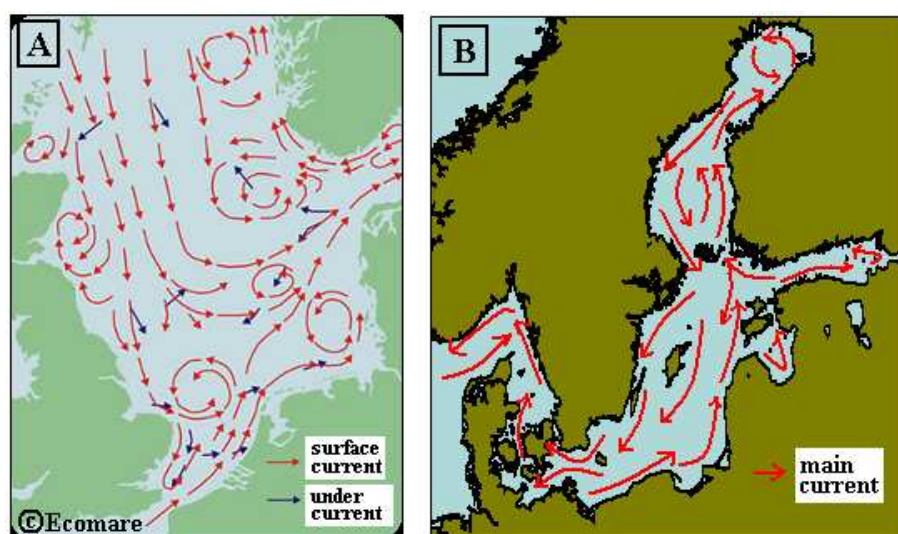 A
B
surface
current
under
current
©Ecomare
main
current